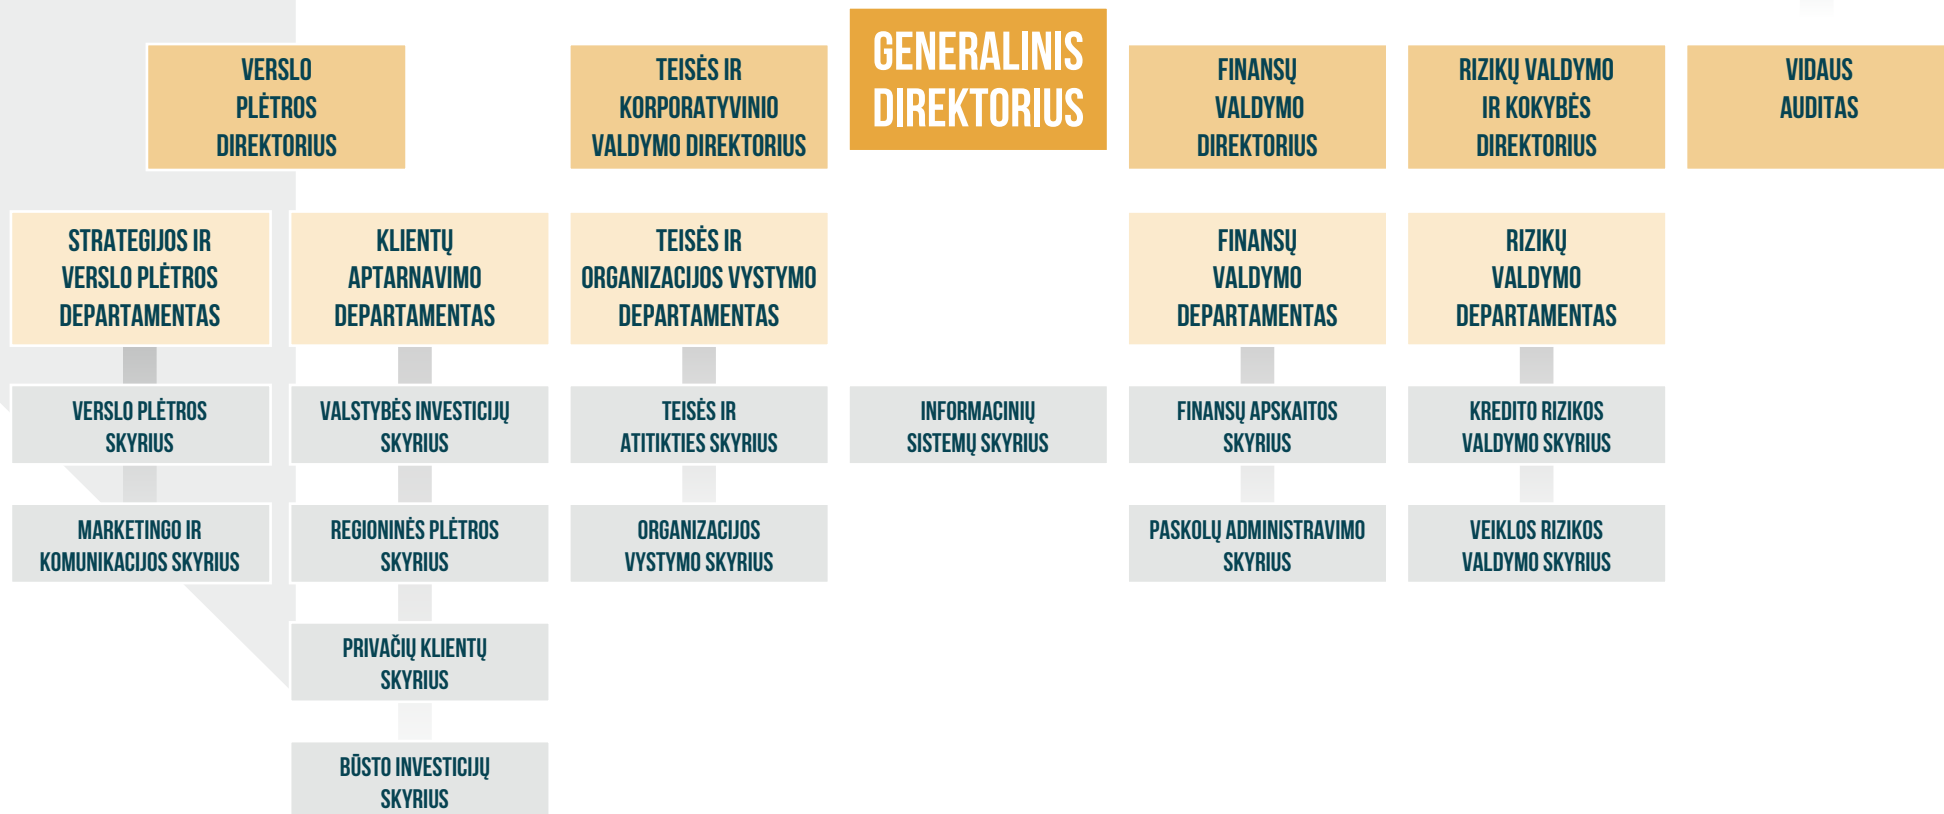 GENERALINIS
DIREKTORIUS
VERSLO
PLĖTROS
DIREKTORIUS
TEISĖS IR
KORPORATYVINIO
VALDYMO DIREKTORIUS
FINANSŲ
VALDYMO
DIREKTORIUS
RIZIKŲ VALDYMO
IR KOKYBĖS
DIREKTORIUS
VIDAUS
AUDITAS
STRATEGIJOS IR
VERSLO PLĖTROS
DEPARTAMENTAS
KLIENTŲ
APTARNAVIMO
DEPARTAMENTAS
TEISĖS IR
ORGANIZACIJOS VYSTYMO
DEPARTAMENTAS
FINANSŲ
VALDYMO
DEPARTAMENTAS
RIZIKŲ
VALDYMO
DEPARTAMENTAS
VERSLO PLĖTROS
SKYRIUS
VALSTYBĖS INVESTICIJŲ
SKYRIUS
TEISĖS IR
ATITIKTIES SKYRIUS
INFORMACINIŲ
SISTEMŲ SKYRIUS
FINANSŲ APSKAITOS
SKYRIUS
KREDITO RIZIKOS
VALDYMO SKYRIUS
MARKETINGO IR
KOMUNIKACIJOS SKYRIUS
REGIONINĖS PLĖTROS
SKYRIUS
ORGANIZACIJOS
VYSTYMO SKYRIUS
PASKOLŲ ADMINISTRAVIMO
SKYRIUS
VEIKLOS RIZIKOS
VALDYMO SKYRIUS
PRIVAČIŲ KLIENTŲ
SKYRIUS
BŪSTO INVESTICIJŲ
SKYRIUS